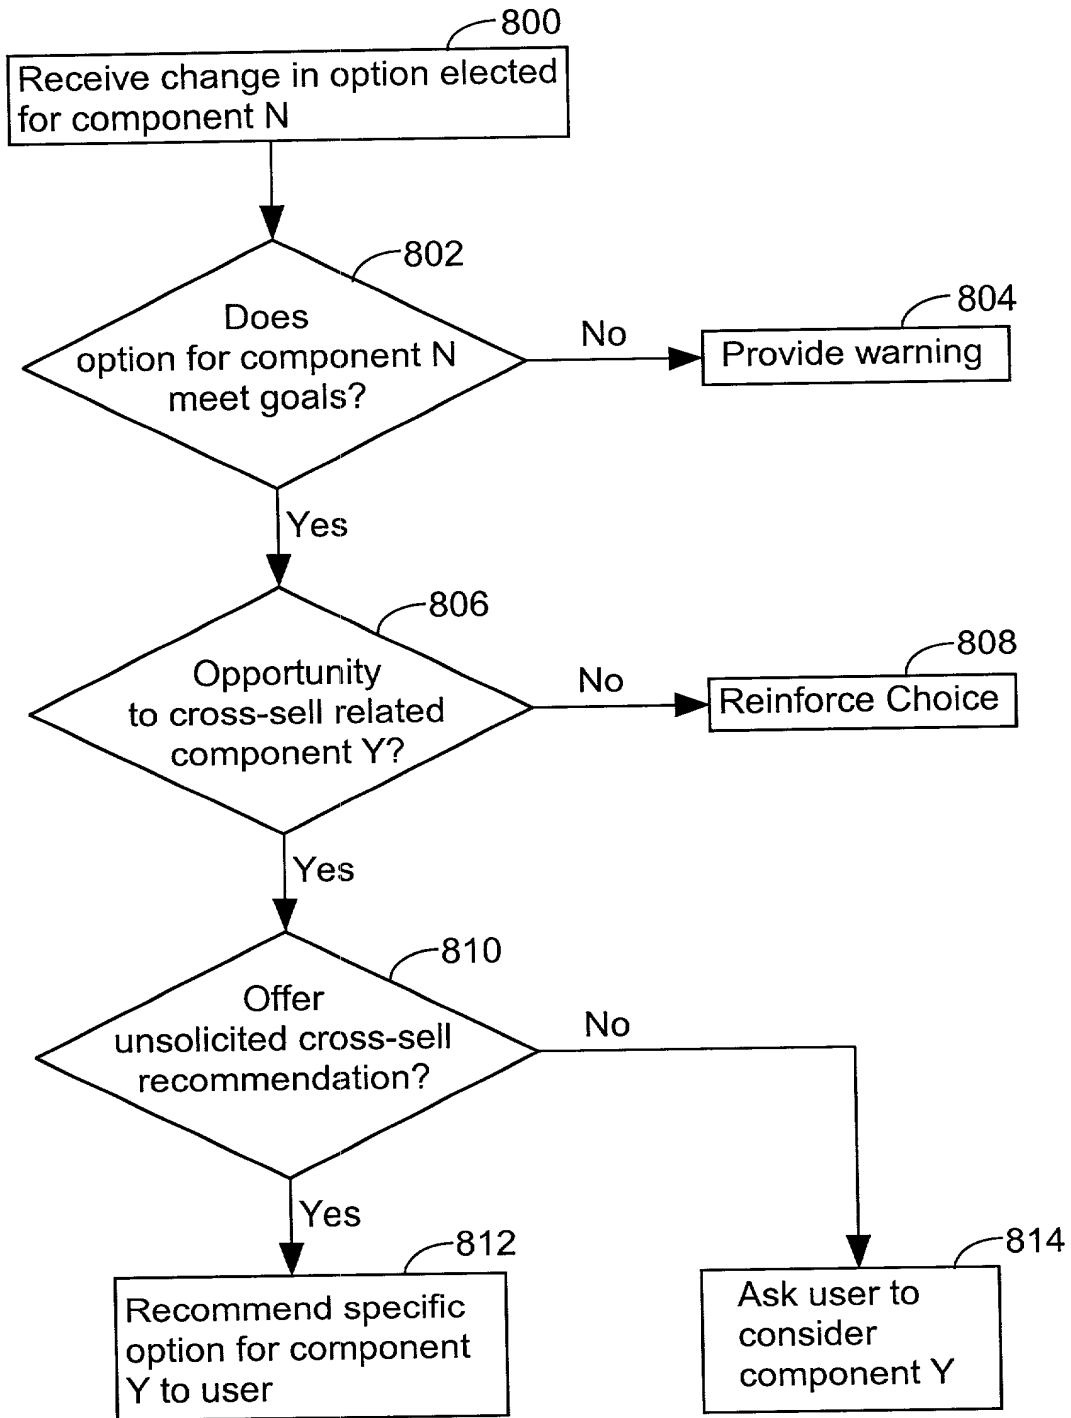 800
Receive change in option elected
for component N
802
Does
option for component N
meet goals?
No
804
Provide warning
Yes
806
Opportunity
to cross-sell related
component Y?
No
808
Reinforce Choice
Yes
810
Offer
unsolicited cross-sell
recommendation?
No
Yes
812
Recommend specific
option for component
Y to user
814
Ask user to
consider
component Y